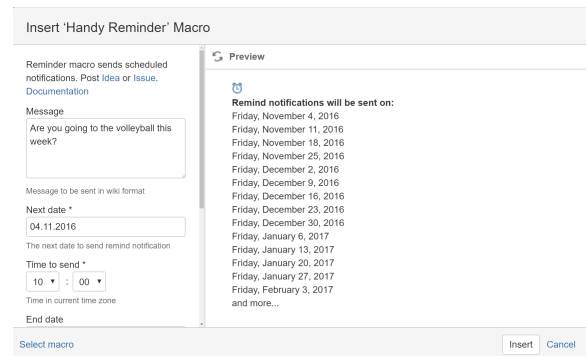 Insert ‘Handy Reminder’ Macro
Reminder macro sends scheduled
notifications. Post Idea or Issue.
Documentation
Message
Are you going to the volleyball this
week?
Message to be sent in wiki format
Next date *
04.11.2016
The next date to send remind notification
Time to send *
10 : 00
Time in current time zone
End date
Preview
Remind notifications will be sent on:
Friday, November 4, 2016
Friday, November 11, 2016
Friday, November 18, 2016
Friday, November 25, 2016
Friday, December 2, 2016
Friday, December 9, 2016
Friday, December 16, 2016
Friday, December 23, 2016
Friday, December 30, 2016
Friday, January 6, 2017
Friday, January 13, 2017
Friday, January 20, 2017
Friday, January 27, 2017
Friday, February 3, 2017
and more...
Select macro
Insert Cancel